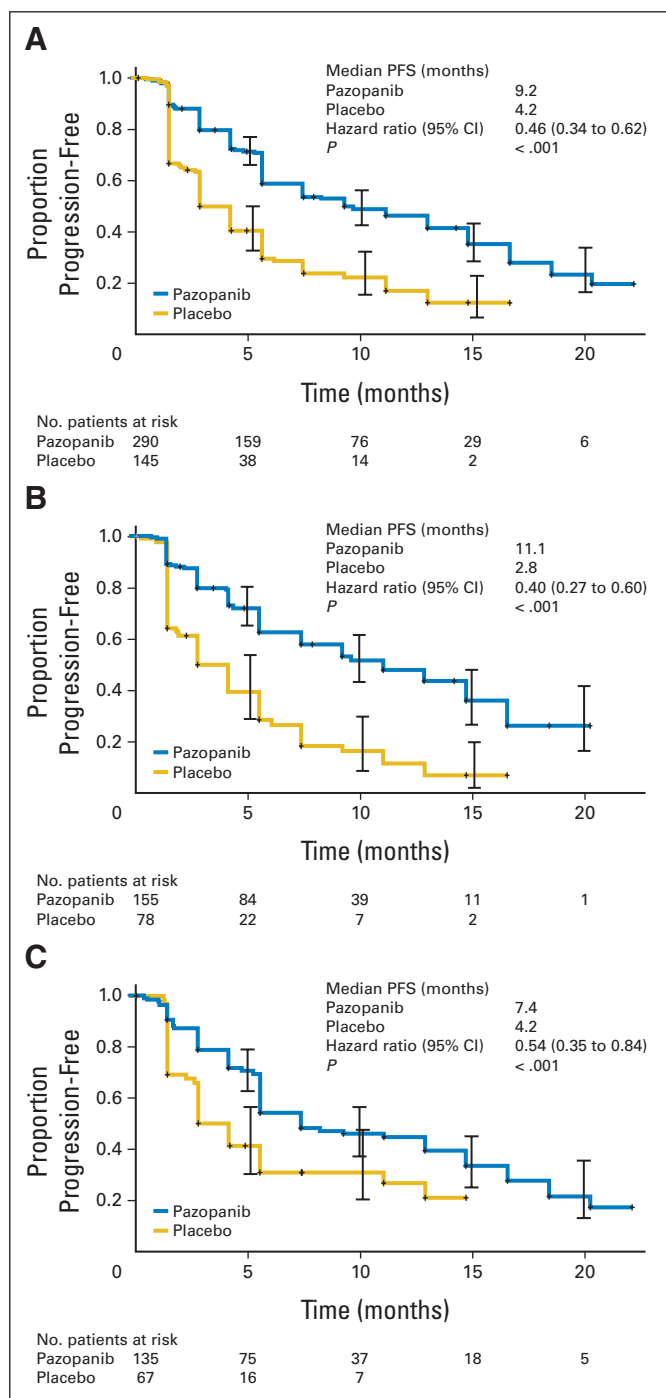 A
Median PFS (months)
Pazopanib 9.2
Placebo 4.2
Hazard ratio (95% CI) 0.46 (0.34 to 0.62)
P < .001
1.0
0.8
0.6
0.4
0.2
Proportion
Progression-Free
Pazopanib
Placebo
0 5 10 15 20
Time (months)
No. patients at risk
Pazopanib 290 159 76 29 6
Placebo 145 38 14 2
B
Median PFS (months)
Pazopanib 11.1
Placebo 2.8
Hazard ratio (95% CI) 0.40 (0.27 to 0.60)
P < .001
1.0
0.8
0.6
0.4
0.2
Proportion
Progression-Free
Pazopanib
Placebo
0 5 10 15 20
Time (months)
No. patients at risk
Pazopanib 155 84 39 11 1
Placebo 78 22 7 2
C
Median PFS (months)
Pazopanib 7.4
Placebo 4.2
Hazard ratio (95% CI) 0.54 (0.35 to 0.84)
P < .001
1.0
0.8
0.6
0.4
0.2
Proportion
Progression-Free
Pazopanib
Placebo
0 5 10 15 20
Time (months)
No. patients at risk
Pazopanib 135 75 37 18 5
Placebo 67 16 7